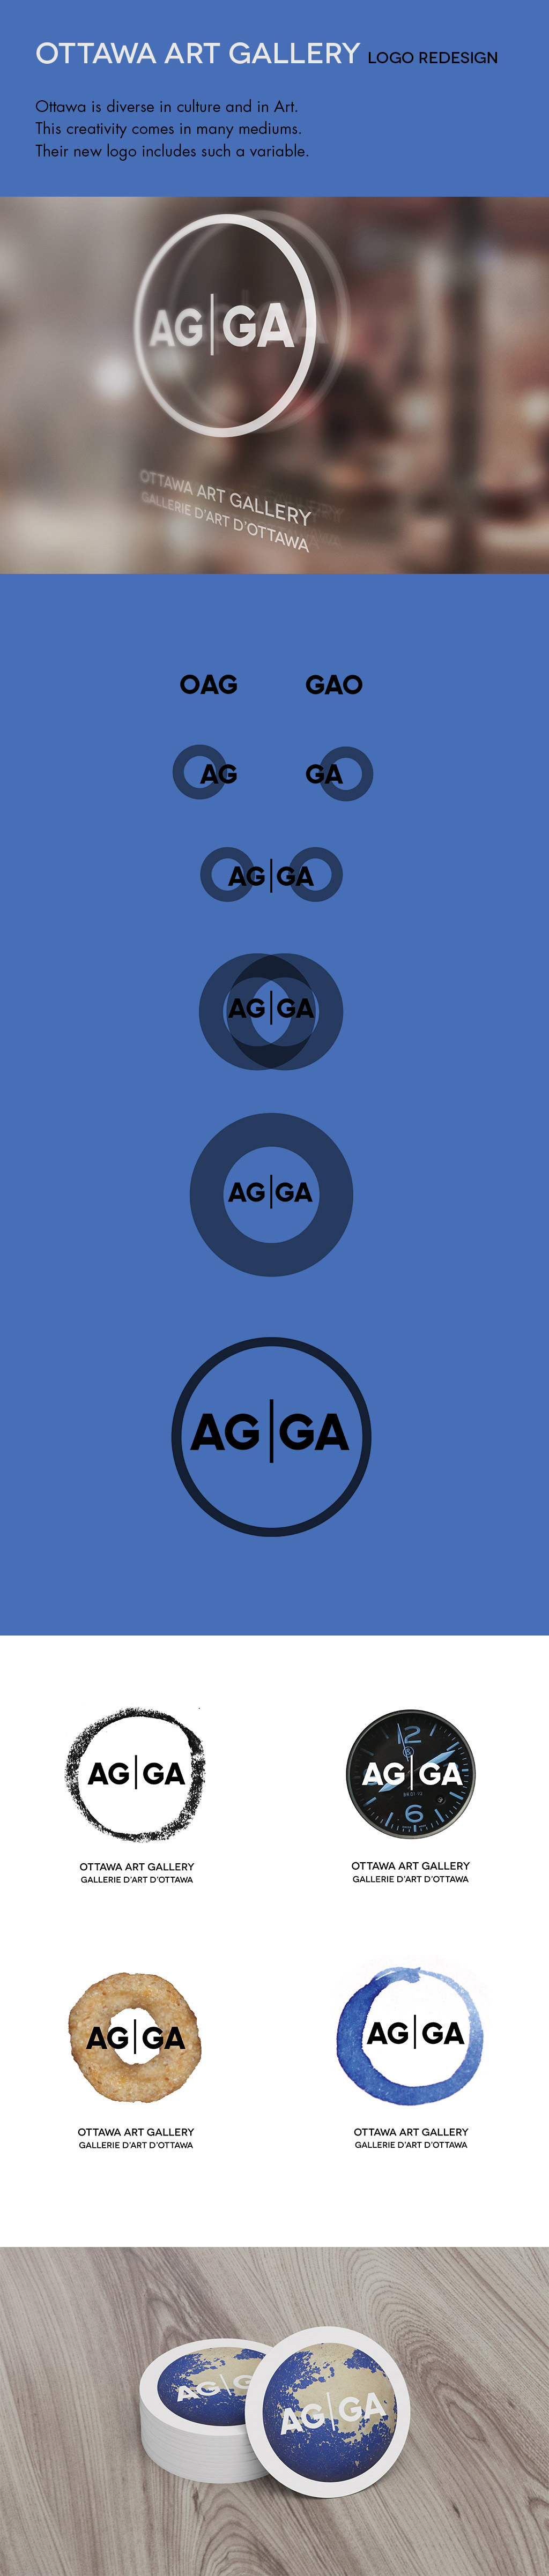 OTTAWA ART GALLERY LOGO REDESIGN
Ottawa is diverse in culture and in Art.
This creativity comes in many mediums.
Their new logo includes such a variable.
AG|GA
OTTAWA ART GALLERY
GALLERIE D'ART D'OTTAWA
OAG GAO
AG GA
AG|GA
AG|GA
AG|GA
AG|GA
AG|GA
OTTAWA ART GALLERY
GALLERIE D'ART D'OTTAWA
12
AG|GA
6
OTTAWA ART GALLERY
GALLERIE D'ART D'OTTAWA
AG|GA
OTTAWA ART GALLERY
GALLERIE D'ART D'OTTAWA
AG|GA
OTTAWA ART GALLERY
GALLERIE D'ART D'OTTAWA
AG|G
AG|GA